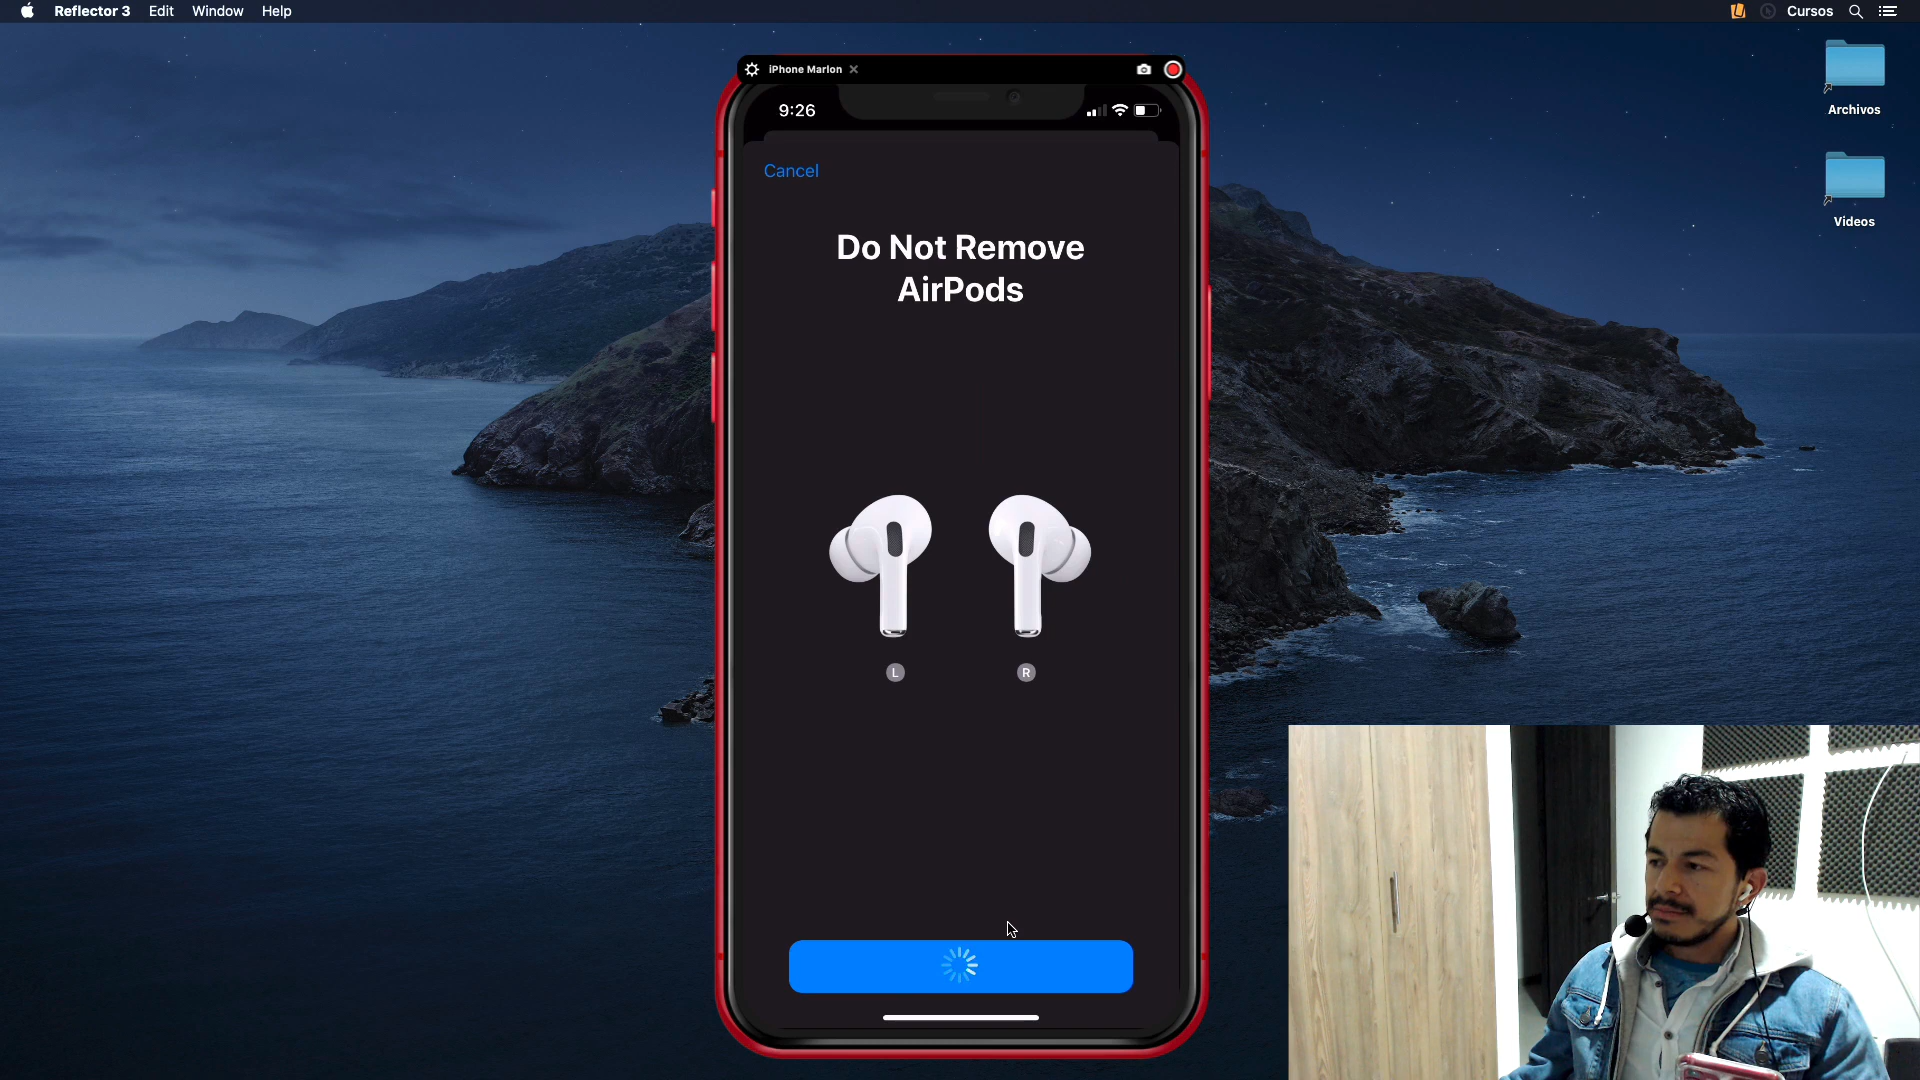 Reflector 3 Edit Window Help
Cursos
iPhone Marlon
9:26
Cancel
Do Not Remove
AirPods
L
R
Archivos
Videos